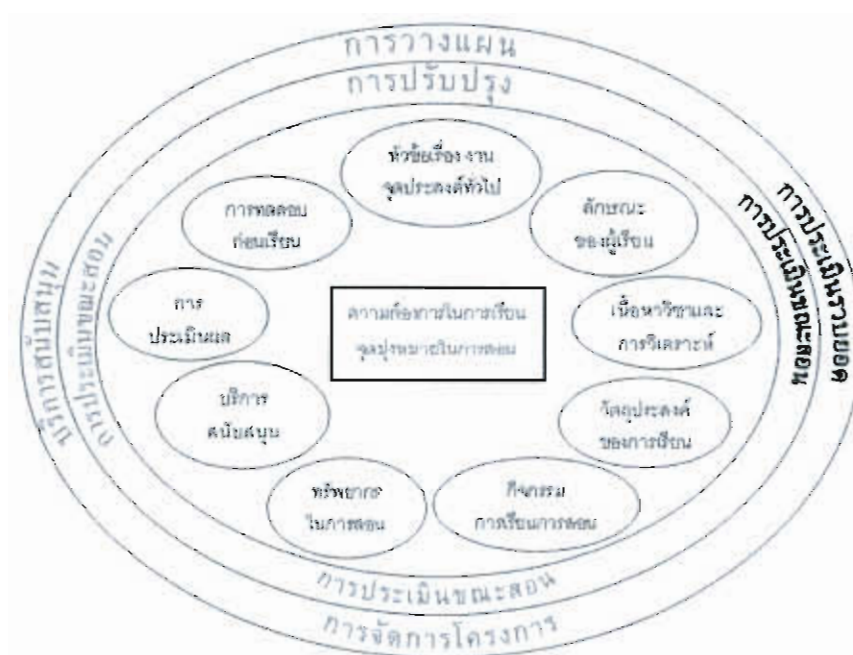 การวางแผน
การปรับปรุง
หัวข้อเรื่อง งาน
จุดประสงค์ทั่วไป
ลักษณะ
ของผู้เรียน
เนื้อหาวิชาและ
การวิเคราะห์
วัตถุประสงค์
ของการเรียน
กิจกรรม
การเรียนการสอน
ทรัพยากร
ในการสอน
บริการ
สนับสนุน
การ
ประเมินผล
การทดสอบ
ก่อนเรียน
ความต้องการในการเรียน
จุดมุ่งหมายในการสอน
การประเมินรวบยอด
การประเมินขณะสอน
การประเมินขณะสอน
การจัดการโครงการ
การประเมินขณะสอน
บริการสนับสนุน